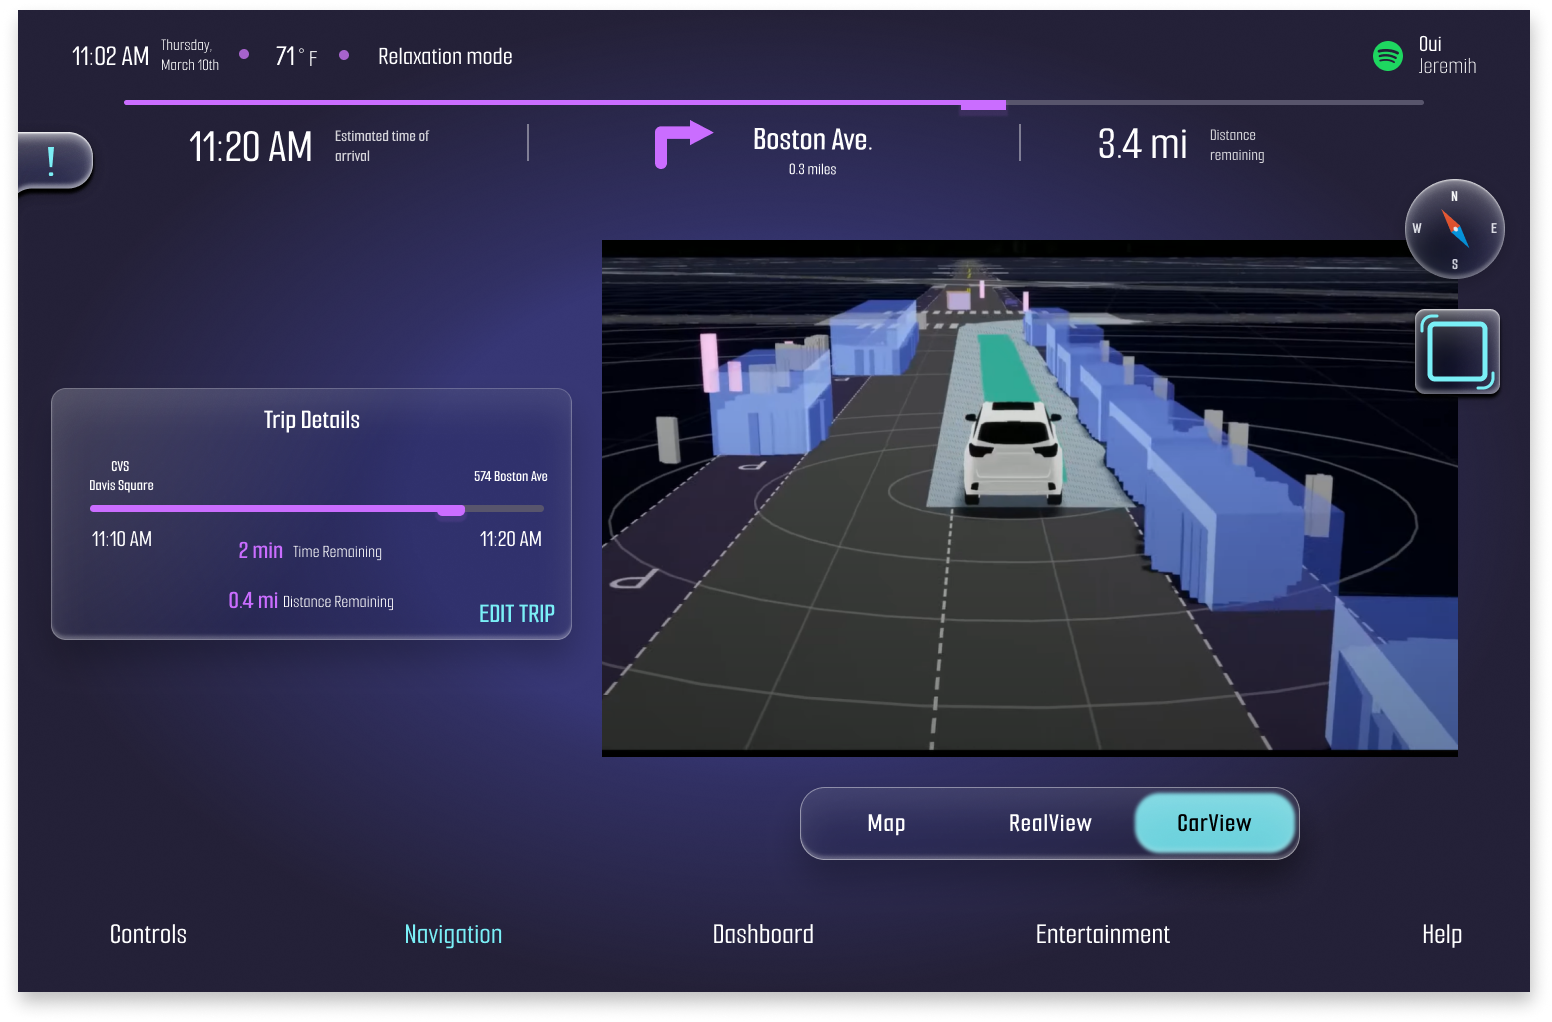 11:02 AM
Thursday,
March 10th
71° F
Relaxation mode
Oui
Jeremih
11:20 AM
Estimated time of
arrival
Boston Ave.
0.3 miles
3.4 mi
Distance
remaining
!
N
W
E
S
Trip Details
CVS
Davis Square
574 Boston Ave
11:10 AM
11:20 AM
2 min Time Remaining
0.4 mi Distance Remaining
EDIT TRIP
P
P
P
Map
RealView
CarView
Controls
Navigation
Dashboard
Entertainment
Help